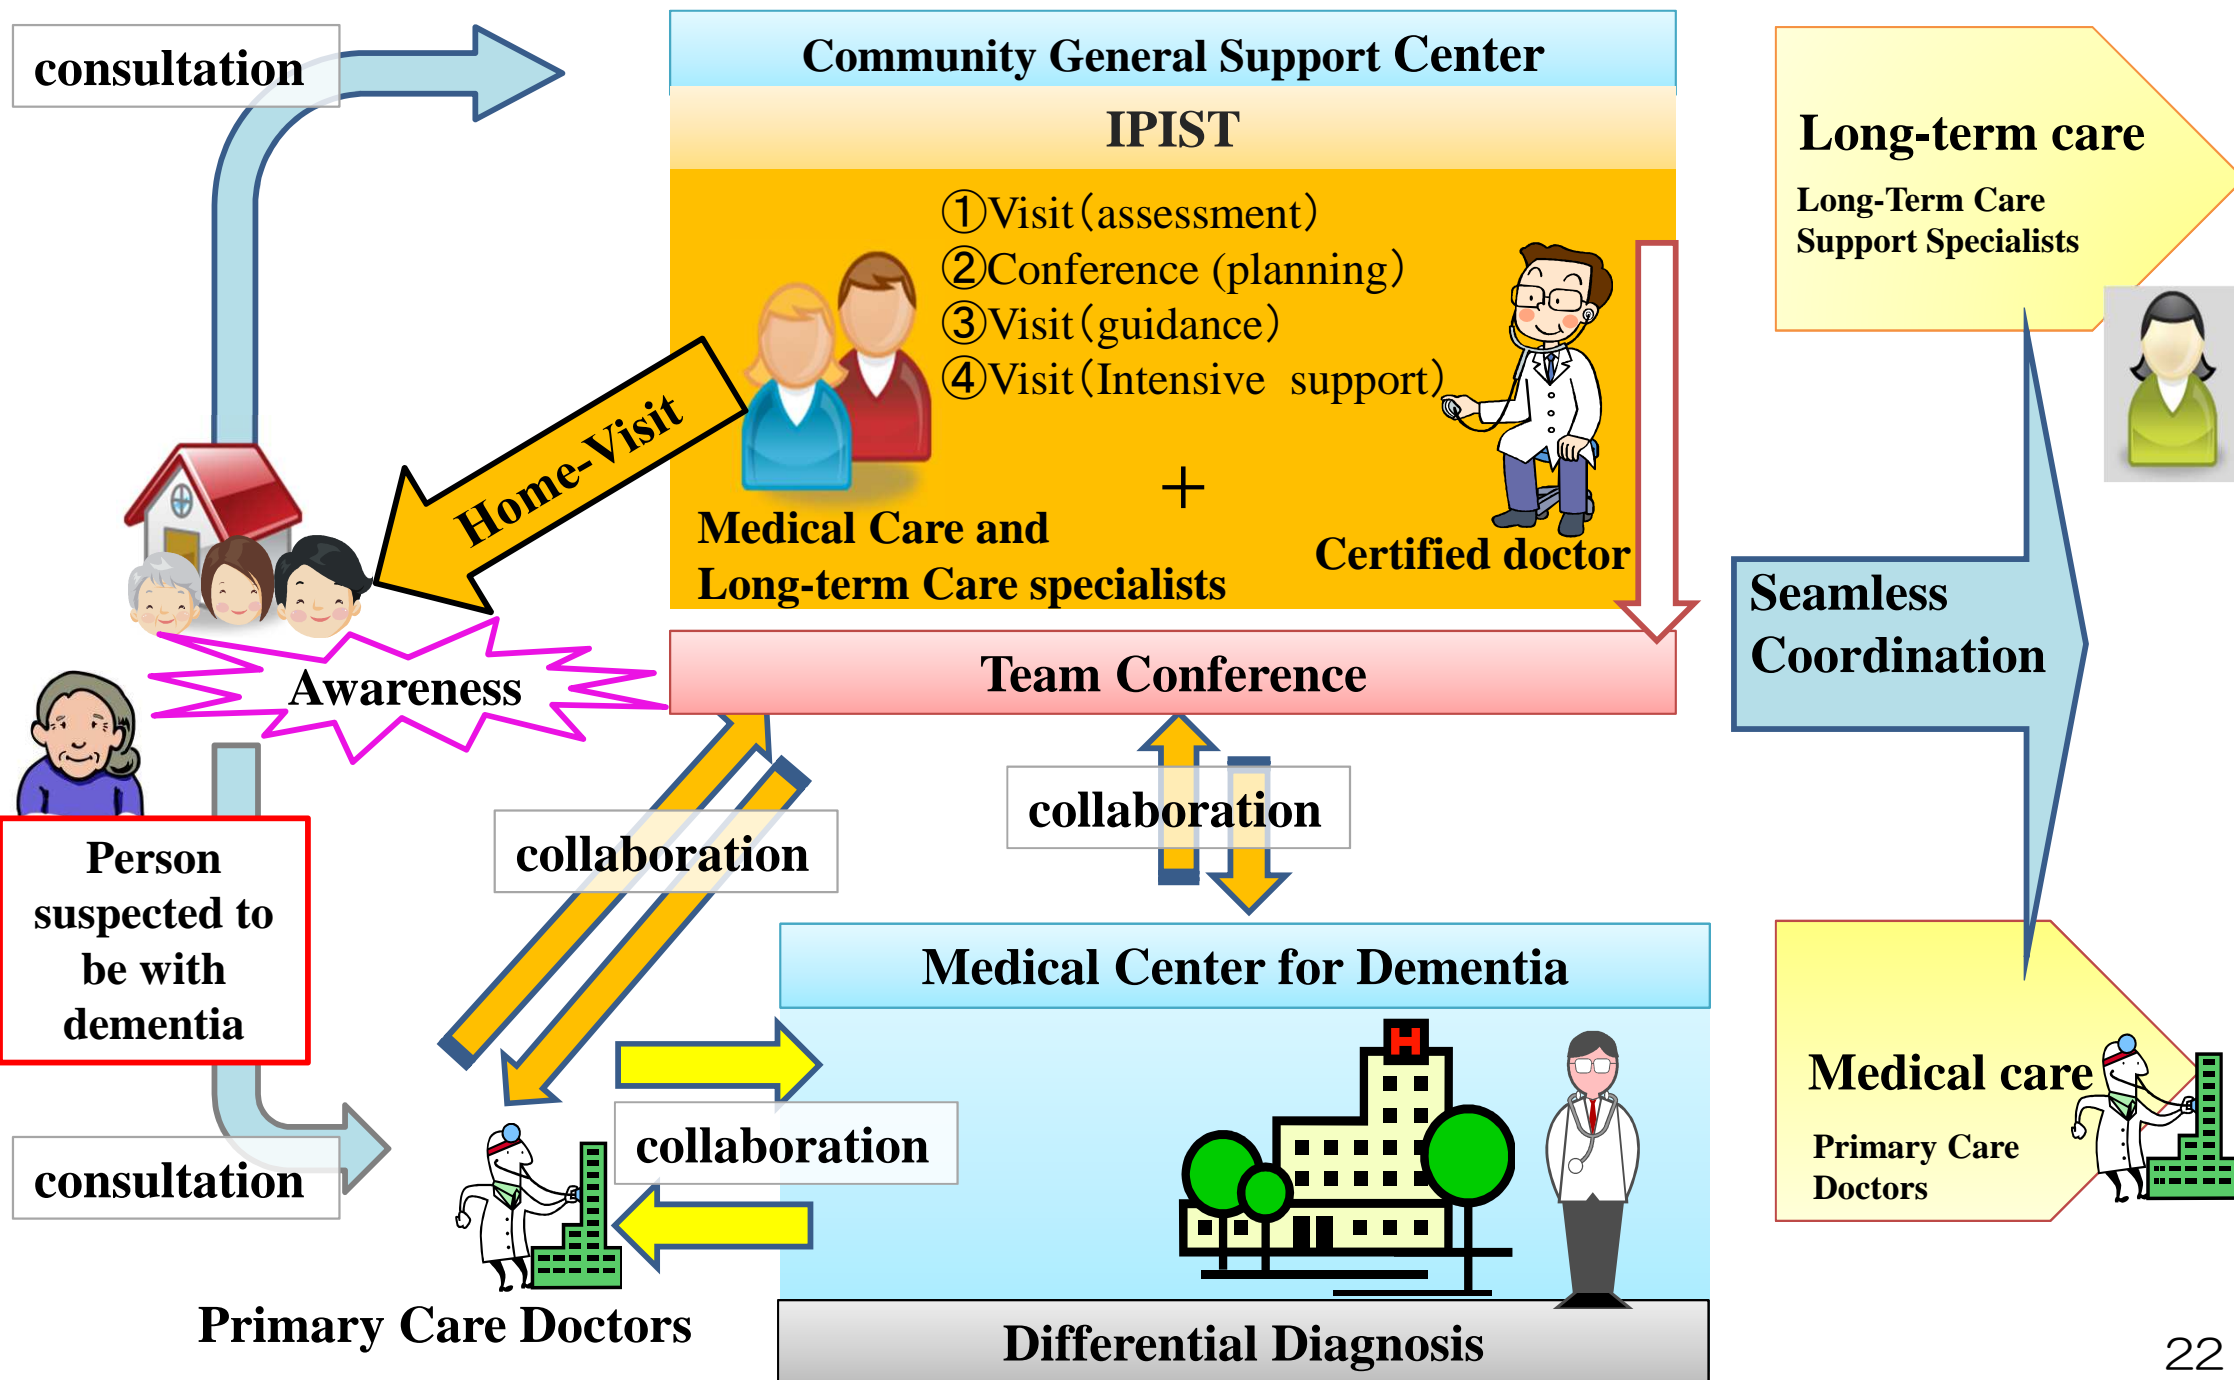 consultation
Community General Support Center
IPIST
①Visit（assessment）
②Conference (planning）
③Visit（guidance）
④Visit（Intensive support）
+
Medical Care and
Long-term Care specialists
Certified doctor
Home-Visit
Team Conference
Awareness
Person
suspected to
be with
dementia
consultation
collaboration
collaboration
collaboration
Primary Care Doctors
Medical Center for Dementia
H
Differential Diagnosis
Long-term care
Long-Term Care
Support Specialists
Seamless
Coordination
Medical care
Primary Care
Doctors
22